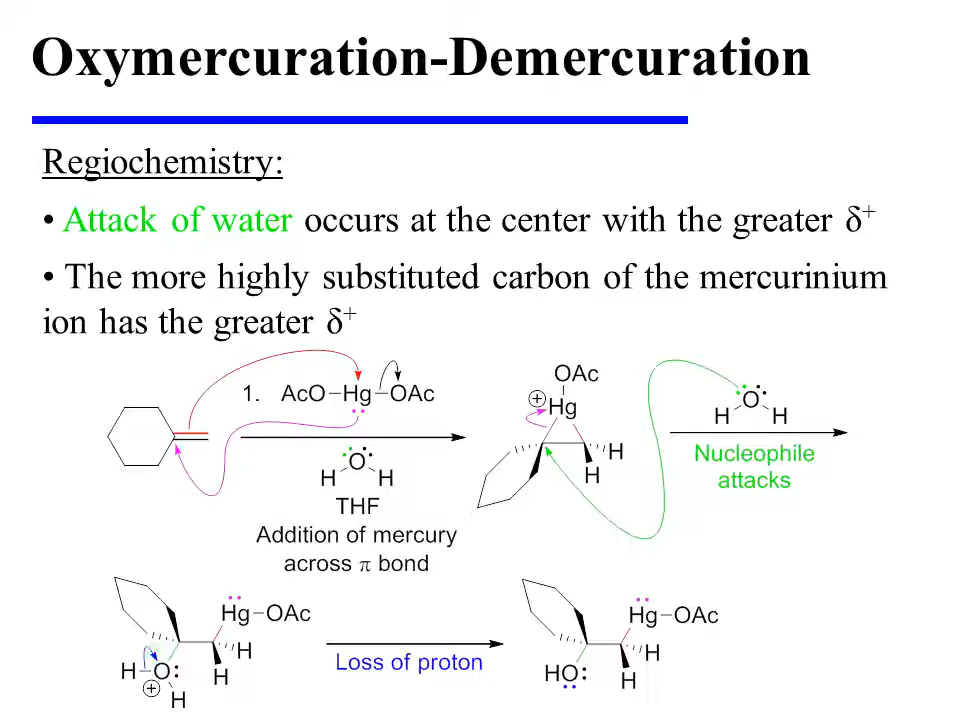 Oxymercuration-Demercuration
Regiochemistry:
• Attack of water occurs at the center with the greater δ⁺
• The more highly substituted carbon of the mercurinium
ion has the greater δ⁺
1. AcO–Hg–OAc
O
H H
THF
Addition of mercury
across π bond
OAc
⊕ Hg
H
H
O
H H
Nucleophile
attacks
Hg–OAc
H
H
H–O
⊕
H
Loss of proton
Hg–OAc
H
H
HO